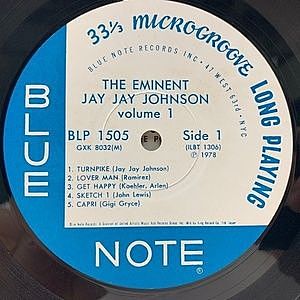 33⅓ MICROGROOVE LONG PLAYING
BLUE NOTE RECORDS INC • 47 WEST 63rd • NYC
THE EMINENT
JAY JAY JOHNSON
volume 1
BLP 1505 Side 1
GXK 8032(M) (ILBT 1306)
℗ 1978
1. TURNPIKE (Jay Jay Johnson)
2. LOVER MAN (Ramirez)
3. GET HAPPY (Koehler, Arlen)
4. SKETCH 1 (John Lewis)
5. CAPRI (Gigi Gryce)
BLUE
NOTE
®